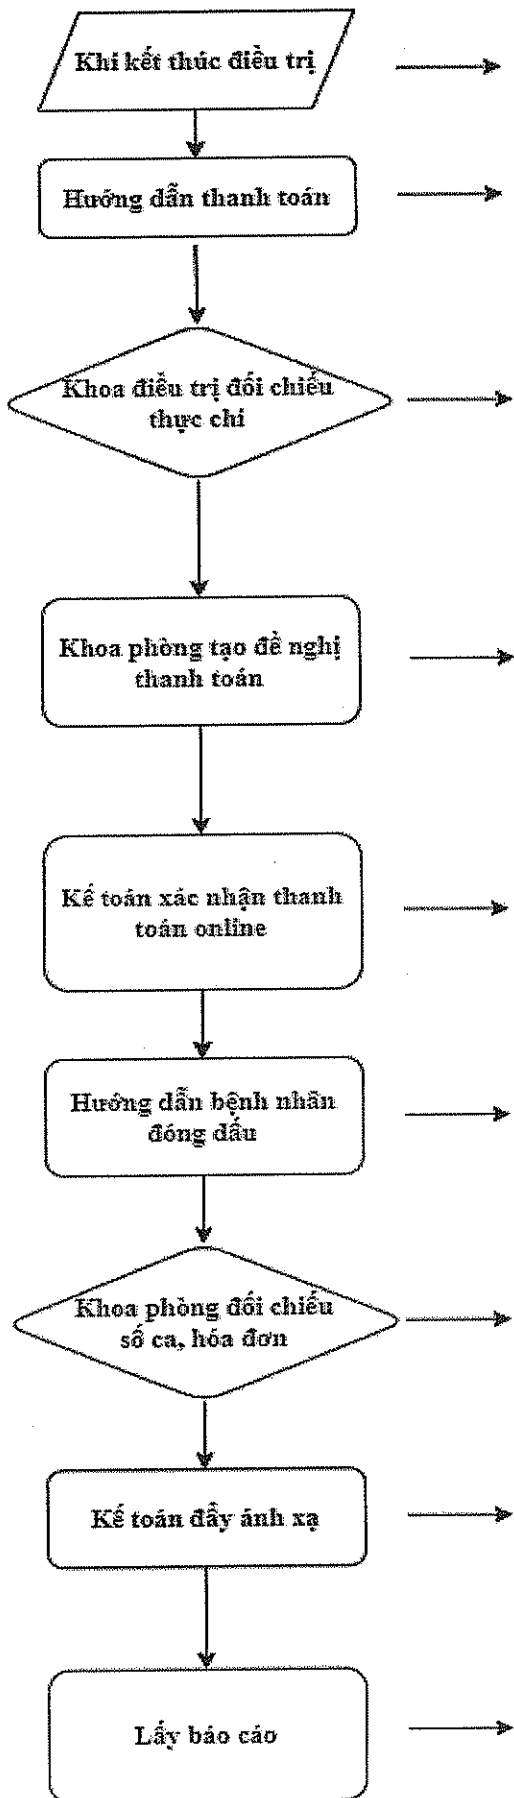 Khi kết thúc điều trị
Hướng dẫn thanh toán
Khoa điều trị đối chiếu
thực chi
Khoa phòng tạo đề nghị
thanh toán
Kế toán xác nhận thanh
toán online
Hướng dẫn bệnh nhân
đóng dấu
Khoa phòng đối chiếu
số ca, hóa đơn
Kế toán đẩy ánh xạ
Lấy báo cáo